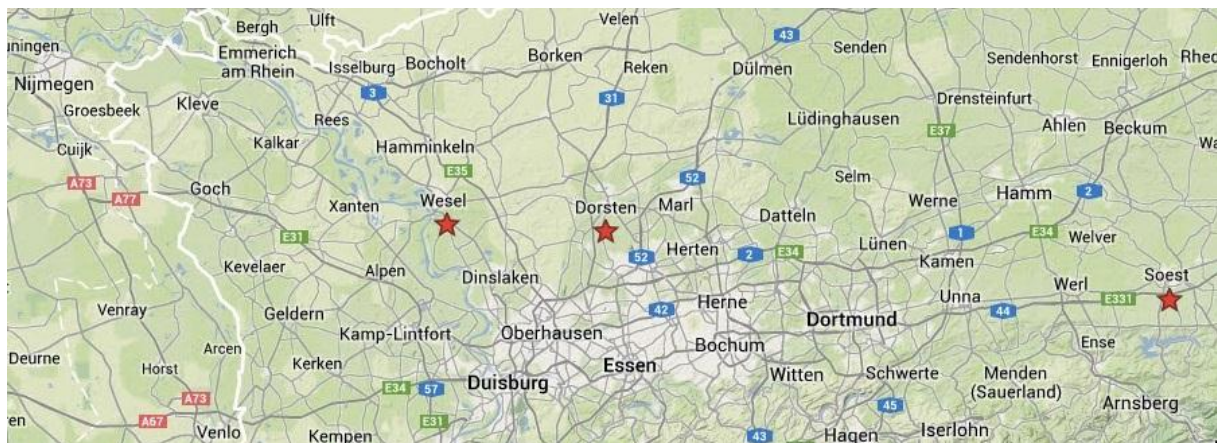 Bergh
Ulft
Velen
43
Senden
Sendenhorst
Ennigerloh
Emmerich
am Rhein
Isselburg
Bocholt
Borken
Reken
Dülmen
Nijmegen
Groesbeek
Kleve
3
31
Rees
Lüdinghausen
Drensteinfurt
Ahlen
Beckum
Cuijk
Kalkar
Hamminkeln
E37
A73
A77
Goch
E35
52
Selm
Hamm
2
Xanten
Wesel
Dorsten
Marl
Datteln
Werne
E31
Herten
2
E34
Lünen
1
E34
Welver
Kevelaer
Alpen
Dinslaken
52
Kamen
Soest
Venray
Geldern
42
Herne
Unna
44
Werl
E331
Kamp-Lintfort
Oberhausen
Dortmund
Deurne
Arcen
Bochum
Ense
Horst
Kerken
Essen
Witten
Schwerte
Menden
(Sauerland)
E34
57
Duisburg
A73
A67
Venlo
Kempen
E31
43
Hagen
45
Iserlohn
Arnsberg